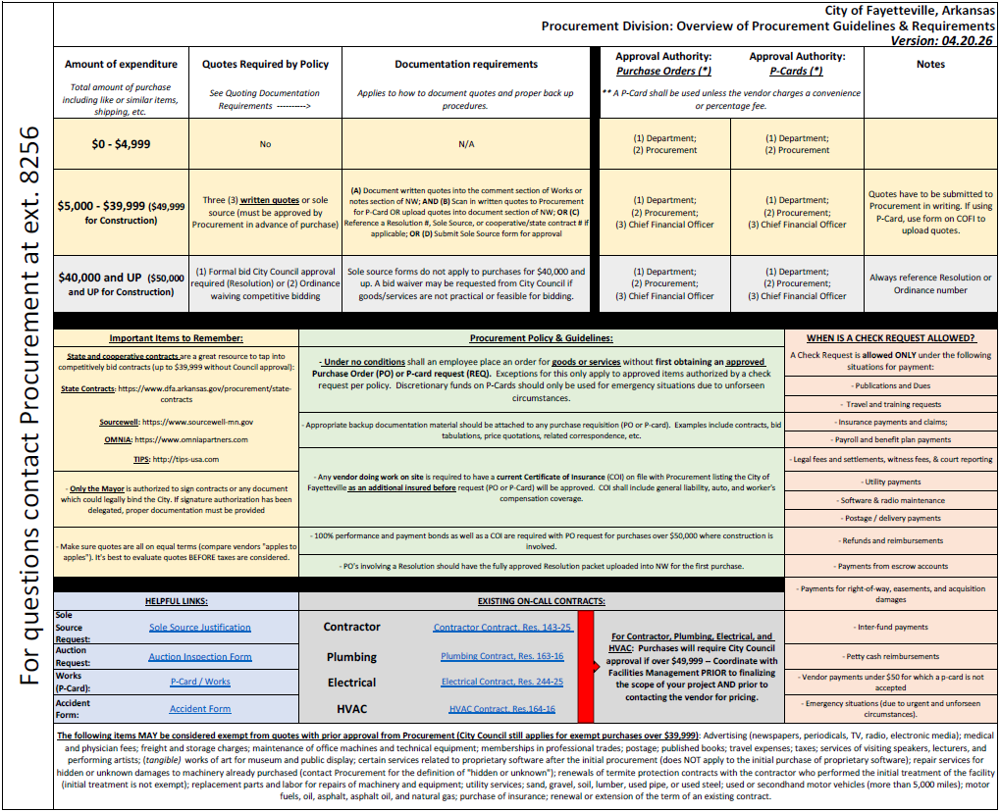 City of Fayetteville, Arkansas
Procurement Division: Overview of Procurement Guidelines & Requirements
Version: 04.20.26
For questions contact Procurement at ext. 8256
Amount of expenditure
Total amount of purchase
including like or similar items,
shipping, etc.
Quotes Required by Policy
See Quoting Documentation
Requirements ---------->
Documentation requirements
Applies to how to document quotes and proper back up
procedures.
Approval Authority:
Purchase Orders (*)
Approval Authority:
P-Cards (*)
** A P-Card shall be used unless the vendor charges a convenience
or percentage fee.
Notes
$0 - $4,999
No
N/A
(1) Department;
(2) Procurement
(1) Department;
(2) Procurement
$5,000 - $39,999 ($49,999
for Construction)
Three (3) written quotes or sole
source (must be approved by
Procurement in advance of purchase)
(A) Document written quotes into the comment section of Works or
notes section of NW; AND (B) Scan in written quotes to Procurement
for P-Card OR upload quotes into document section of NW; OR (C)
Reference a Resolution #, Sole Source, or cooperative/state contract # if
applicable; OR (D) Submit Sole Source form for approval
(1) Department;
(2) Procurement;
(3) Chief Financial Officer
(1) Department;
(2) Procurement;
(3) Chief Financial Officer
Quotes have to be submitted to
Procurement in writing. If using
P-Card, use form on COFI to
upload quotes.
$40,000 and UP ($50,000
and UP for Construction)
(1) Formal bid City Council approval
required (Resolution) or (2) Ordinance
waiving competitive bidding
Sole source forms do not apply to purchases for $40,000 and
up. A bid waiver may be requested from City Council if
goods/services are not practical or feasible for bidding.
(1) Department;
(2) Procurement;
(3) Chief Financial Officer
(1) Department;
(2) Procurement;
(3) Chief Financial Officer
Always reference Resolution or
Ordinance number
Important Items to Remember:
State and cooperative contracts are a great resource to tap into
competitively bid contracts (up to $39,999 without Council approval):
State Contracts: https://www.dfa.arkansas.gov/procurement/state-
contracts
Sourcewell: https://www.sourcewell-mn.gov
OMNIA: https://www.omniapartners.com
TIPS: http://tips-usa.com
- Only the Mayor is authorized to sign contracts or any document
which could legally bind the City. If signature authorization has been
delegated, proper documentation must be provided
- Make sure quotes are all on equal terms (compare vendors "apples to
apples"). It's best to evaluate quotes BEFORE taxes are considered.
Procurement Policy & Guidelines:
- Under no conditions shall an employee place an order for goods or services without first obtaining an approved
Purchase Order (PO) or P-card request (REQ). Exceptions for this only apply to approved items authorized by a check
request per policy. Discretionary funds on P-Cards should only be used for emergency situations due to unforseen
circumstances.
- Appropriate backup documentation material should be attached to any purchase requisition (PO or P-card). Examples include contracts, bid
tabulations, price quotations, related correspondence, etc.
- Any vendor doing work on site is required to have a current Certificate of Insurance (COI) on file with Procurement listing the City of
Fayetteville as an additional insured before request (PO or P-Card) will be approved. COI shall include general liability, auto, and worker's
compensation coverage.
- 100% performance and payment bonds as well as a COI are required with PO request for purchases over $50,000 where construction is
involved.
- PO's involving a Resolution should have the fully approved Resolution packet uploaded into NW for the first purchase.
WHEN IS A CHECK REQUEST ALLOWED?
A Check Request is allowed ONLY under the following
situations for payment:
- Publications and Dues
- Travel and training requests
- Insurance payments and claims;
- Payroll and benefit plan payments
- Legal fees and settlements, witness fees, & court reporting
- Utility payments
- Software & radio maintenance
- Postage / delivery payments
- Refunds and reimbursements
- Payments from escrow accounts
- Payments for right-of-way, easements, and acquisition
damages
- Inter-fund payments
- Petty cash reimbursements
- Vendor payments under $50 for which a p-card is not
accepted
- Emergency situations (due to urgent and unforseen
circumstances).
HELPFUL LINKS:
Sole
Source
Request:
Sole Source Justification
Auction
Request:
Auction Inspection Form
Works
(P-Card):
P-Card / Works
Accident
Form:
Accident Form
EXISTING ON-CALL CONTRACTS:
Contractor
Contractor Contract, Res. 143-25
Plumbing
Plumbing Contract, Res. 163-16
Electrical
Electrical Contract, Res. 244-25
HVAC
HVAC Contract, Res.164-16
For Contractor, Plumbing, Electrical, and
HVAC: Purchases will require City Council
approval if over $49,999 -- Coordinate with
Facilities Management PRIOR to finalizing
the scope of your project AND prior to
contacting the vendor for pricing.
The following items MAY be considered exempt from quotes with prior approval from Procurement (City Council still applies for exempt purchases over $39,999): Advertising (newspapers, periodicals, TV, radio, electronic media); medical
and physician fees; freight and storage charges; maintenance of office machines and technical equipment; memberships in professional trades; postage; published books; travel expenses; taxes; services of visiting speakers, lecturers, and
performing artists; (tangible) works of art for museum and public display; certain services related to proprietary software after the initial procurement (does NOT apply to the initial purchase of proprietary software); repair services for
hidden or unknown damages to machinery already purchased (contact Procurement for the definition of "hidden or unknown"); renewals of termite protection contracts with the contractor who performed the initial treatment of the facility
(initial treatment is not exempt); replacement parts and labor for repairs of machinery and equipment; utility services; sand, gravel, soil, lumber, used pipe, or used steel; used or secondhand motor vehicles (more than 5,000 miles); motor
fuels, oil, asphalt, asphalt oil, and natural gas; purchase of insurance; renewal or extension of the term of an existing contract.